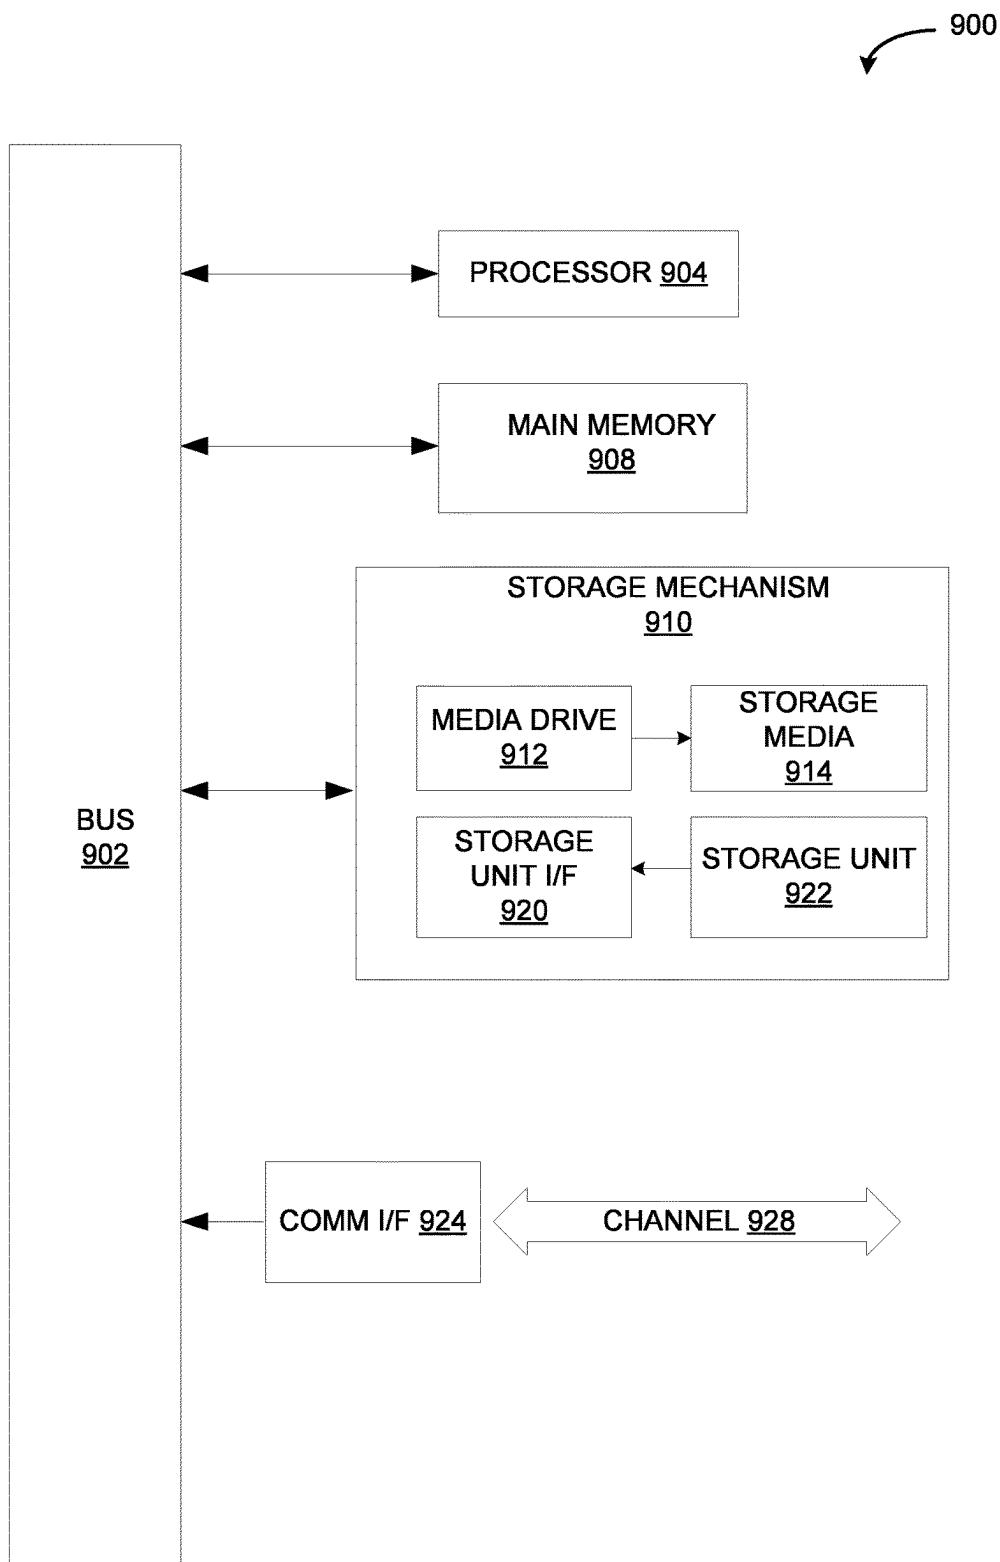 900
PROCESSOR 904
MAIN MEMORY
908
STORAGE MECHANISM
910
MEDIA DRIVE
912
STORAGE
MEDIA
914
BUS
902
STORAGE
UNIT I/F
920
STORAGE UNIT
922
COMM I/F 924
CHANNEL 928